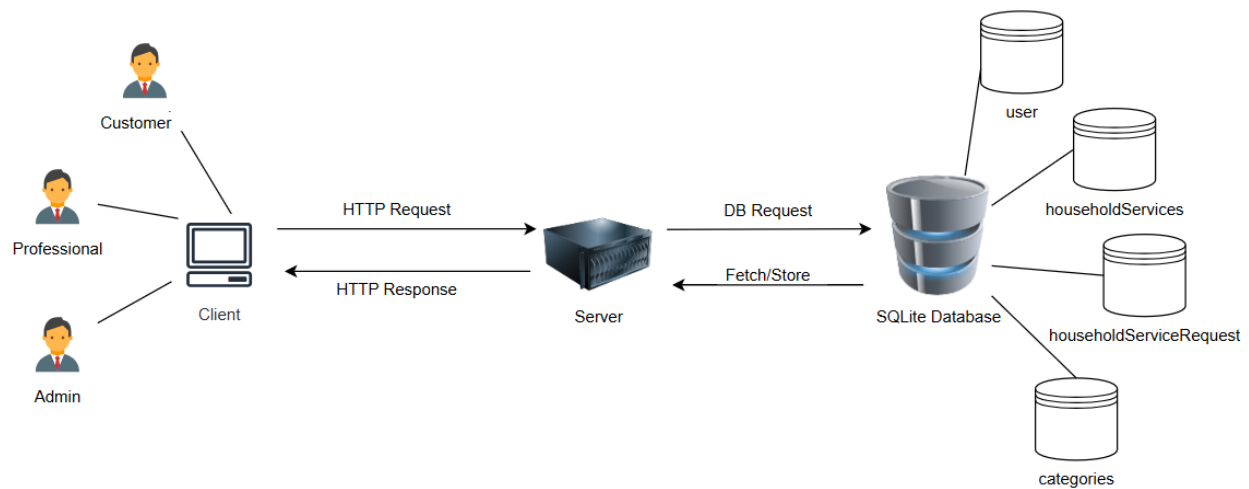 user
Customer
HTTP Request
DB Request
householdServices
Professional
Fetch/Store
HTTP Response
Client
Server
SQLite Database
householdServiceRequest
Admin
categories